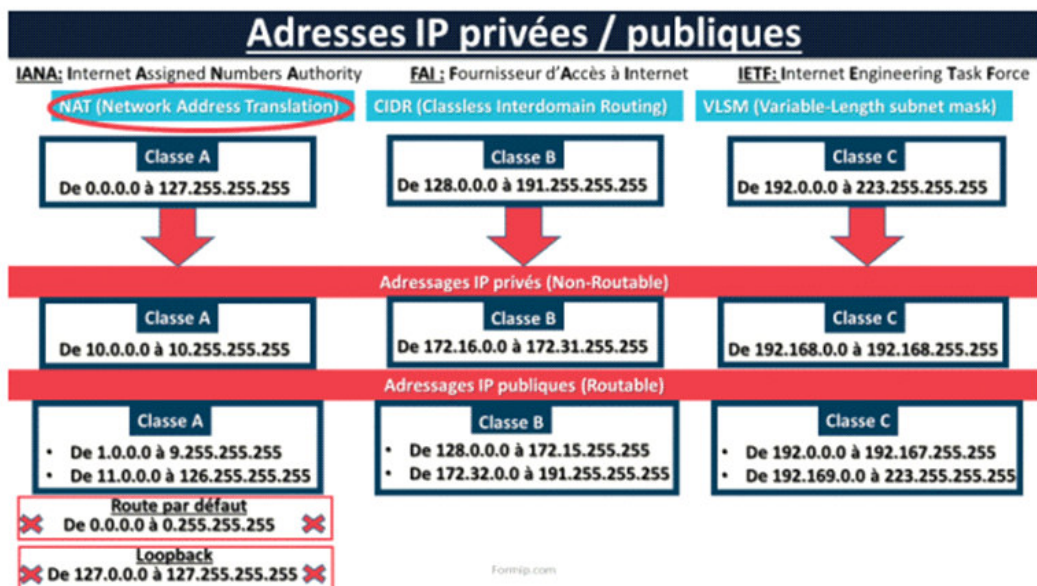 Adresses IP privées / publiques
IANA: Internet Assigned Numbers Authority
FAI : Fournisseur d'Accès à Internet
IETF: Internet Engineering Task Force
NAT (Network Address Translation)
CIDR (Classless Interdomain Routing)
VLSM (Variable-Length subnet mask)
Classe A
De 0.0.0.0 à 127.255.255.255
Classe B
De 128.0.0.0 à 191.255.255.255
Classe C
De 192.0.0.0 à 223.255.255.255
Adressages IP privés (Non-Routable)
Classe A
De 10.0.0.0 à 10.255.255.255
Classe B
De 172.16.0.0 à 172.31.255.255
Classe C
De 192.168.0.0 à 192.168.255.255
Adressages IP publiques (Routable)
Classe A
• De 1.0.0.0 à 9.255.255.255
• De 11.0.0.0 à 126.255.255.255
Classe B
• De 128.0.0.0 à 172.15.255.255
• De 172.32.0.0 à 191.255.255.255
Classe C
• De 192.0.0.0 à 192.167.255.255
• De 192.169.0.0 à 223.255.255.255
Route par défaut
De 0.0.0.0 à 0.255.255.255
Loopback
De 127.0.0.0 à 127.255.255.255
Formip.com